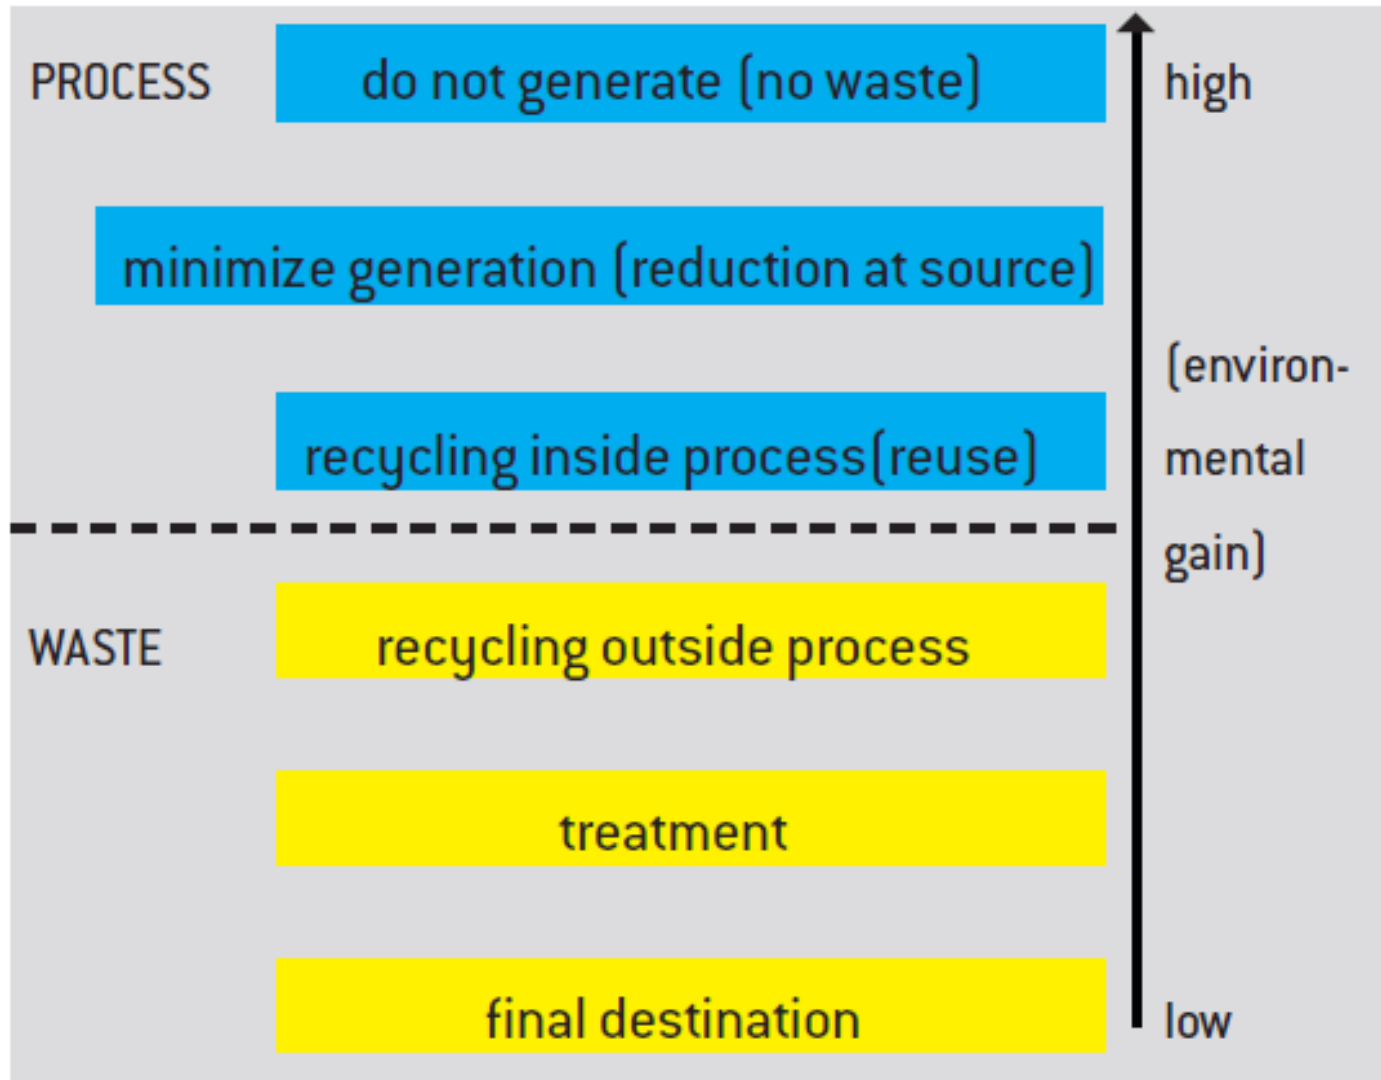 PROCESS do not generate (no waste) high
minimize generation (reduction at source)
(environ-
recycling inside process(reuse) mental
gain)
WASTE recycling outside process
treatment
final destination low